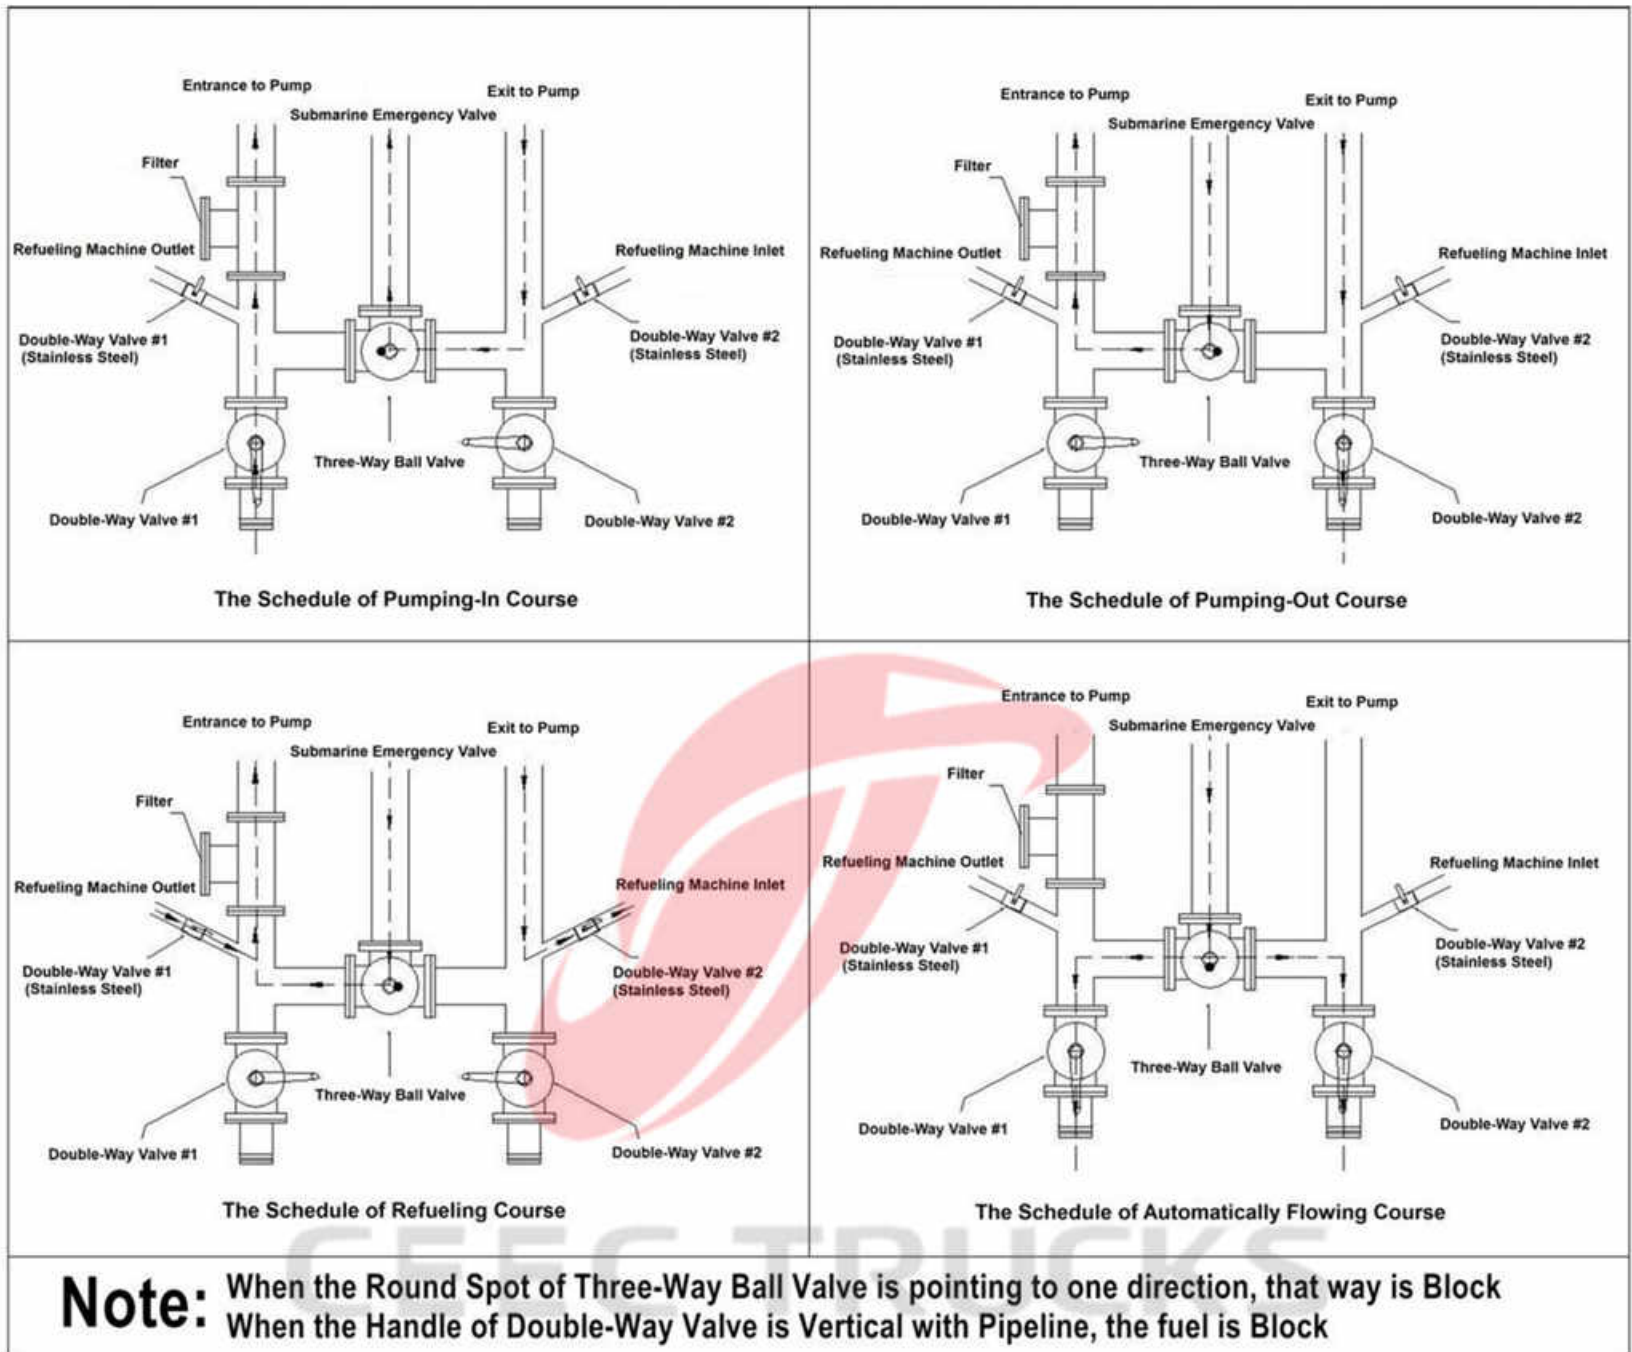 Entrance to Pump
Exit to Pump
Submarine Emergency Valve
Filter
Refueling Machine Outlet
Refueling Machine Inlet
Double-Way Valve #1
(Stainless Steel)
Double-Way Valve #2
(Stainless Steel)
Three-Way Ball Valve
Double-Way Valve #1
Double-Way Valve #2
The Schedule of Pumping-In Course
Entrance to Pump
Exit to Pump
Submarine Emergency Valve
Filter
Refueling Machine Outlet
Refueling Machine Inlet
Double-Way Valve #1
(Stainless Steel)
Double-Way Valve #2
(Stainless Steel)
Three-Way Ball Valve
Double-Way Valve #1
Double-Way Valve #2
The Schedule of Pumping-Out Course
Entrance to Pump
Exit to Pump
Submarine Emergency Valve
Filter
Refueling Machine Outlet
Refueling Machine Inlet
Double-Way Valve #1
(Stainless Steel)
Double-Way Valve #2
(Stainless Steel)
Three-Way Ball Valve
Double-Way Valve #1
Double-Way Valve #2
The Schedule of Refueling Course
Entrance to Pump
Exit to Pump
Submarine Emergency Valve
Filter
Refueling Machine Outlet
Refueling Machine Inlet
Double-Way Valve #1
(Stainless Steel)
Double-Way Valve #2
(Stainless Steel)
Three-Way Ball Valve
Double-Way Valve #1
Double-Way Valve #2
The Schedule of Automatically Flowing Course
CEEC TRUCKS
Note: When the Round Spot of Three-Way Ball Valve is pointing to one direction, that way is Block
When the Handle of Double-Way Valve is Vertical with Pipeline, the fuel is Block